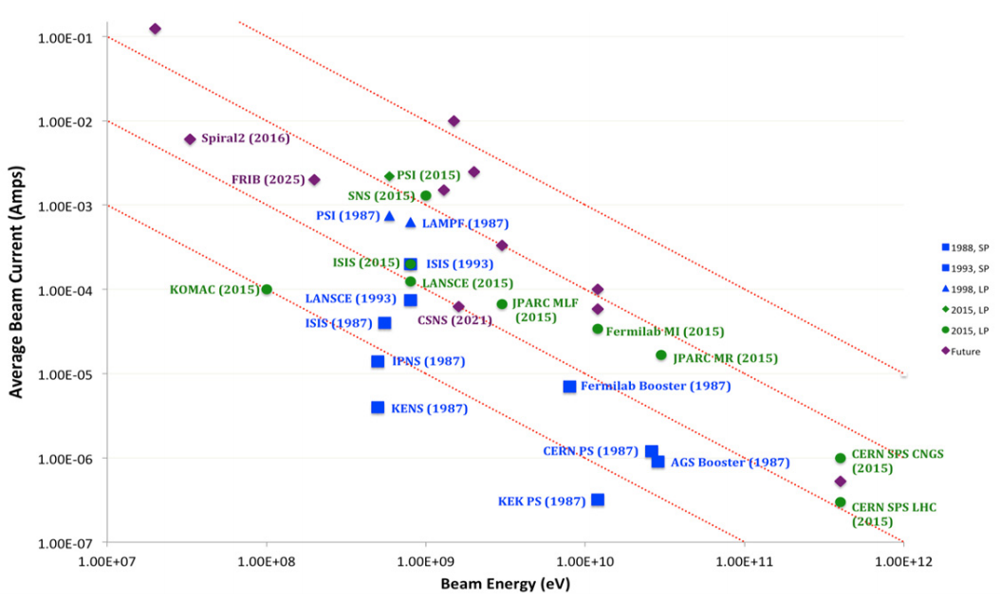 1.00E-01
1.00E-02
Spiral2 (2016)
FRIB (2025)
PSI (2015)
SNS (2015)
1.00E-03
PSI (1987)
LAMPF (1987)
ISIS (2015)
ISIS (1993)
1988, SP
1993, SP
1998, LP
2015, LP
2015, LP
Future
LANSCE (2015)
1.00E-04
KOMAC (2015)
LANSCE (1993)
JPARC MLF
(2015)
CSNS (2021)
ISIS (1987)
Fermilab MI (2015)
IPNS (1987)
JPARC MR (2015)
1.00E-05
Fermilab Booster (1987)
KENS (1987)
CERN PS (1987)
AGS Booster (1987)
CERN SPS CNGS
(2015)
1.00E-06
KEK PS (1987)
CERN SPS LHC
(2015)
1.00E-07
1.00E+07
1.00E+08
1.00E+09
1.00E+10
1.00E+11
1.00E+12
Beam Energy (eV)
Average Beam Current (Amps)